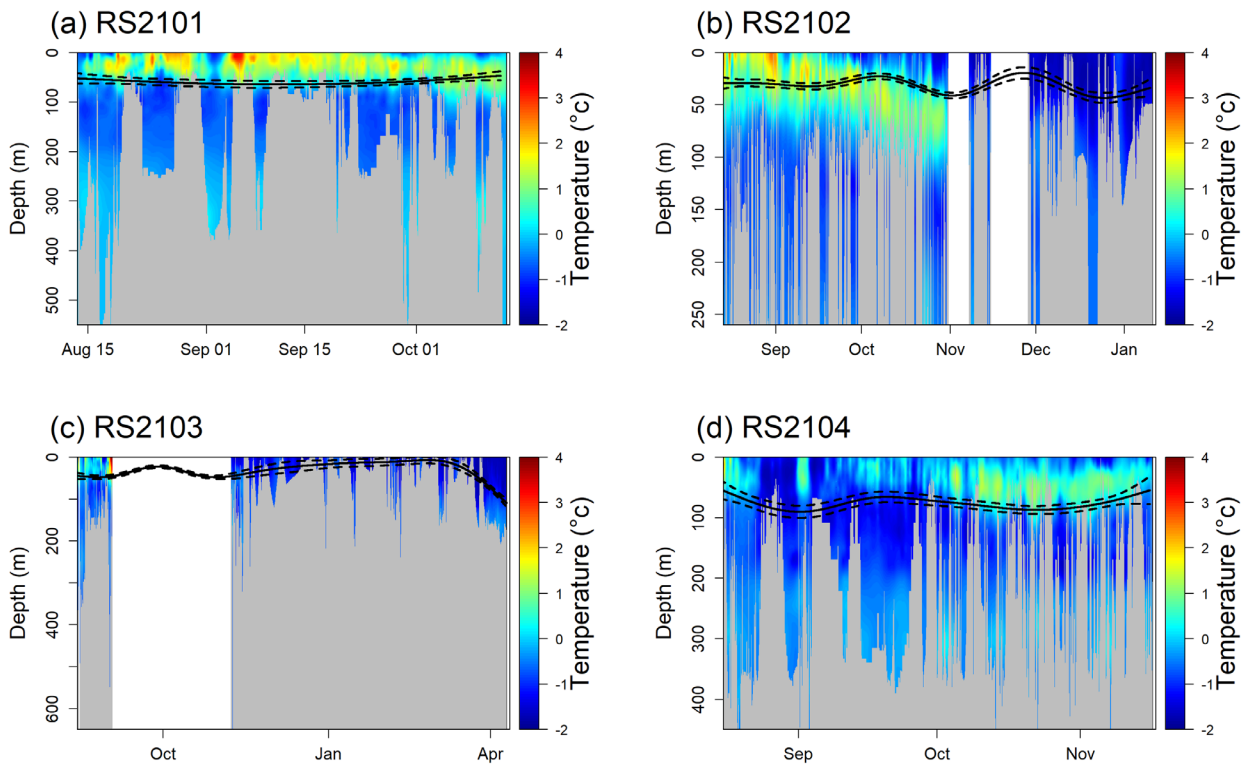 (a) RS2101
0
100
200
300
400
500
Depth (m)
Aug 15
Sep 01
Sep 15
Oct 01
4
3
2
1
0
-1
-2
Temperature (°c)
(b) RS2102
0
50
100
150
200
250
Depth (m)
Sep
Oct
Nov
Dec
Jan
4
3
2
1
0
-1
-2
Temperature (°c)
(c) RS2103
0
200
400
600
Depth (m)
Oct
Jan
Apr
4
3
2
1
0
-1
-2
Temperature (°c)
(d) RS2104
0
100
200
300
400
Depth (m)
Sep
Oct
Nov
4
3
2
1
0
-1
-2
Temperature (°c)